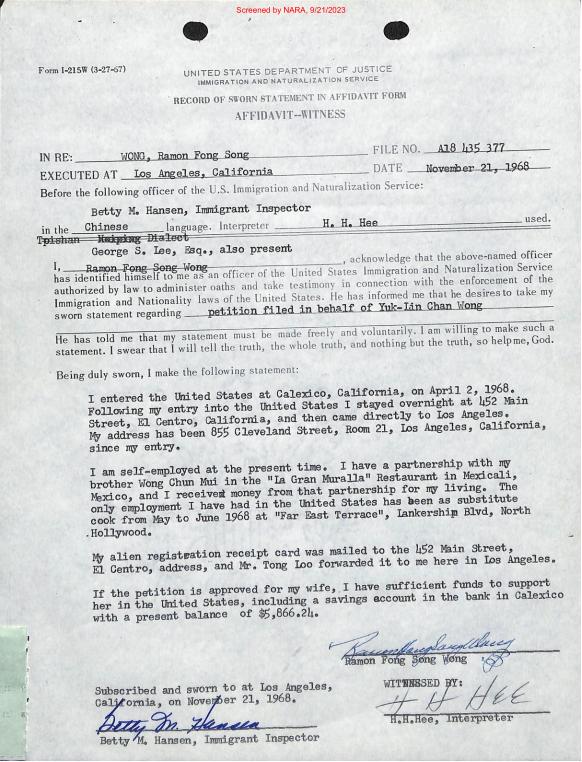 Screened by NARA, 9/21/2023
Form I-215W (3-27-67)
UNITED STATES DEPARTMENT OF JUSTICE
IMMIGRATION AND NATURALIZATION SERVICE
RECORD OF SWORN STATEMENT IN AFFIDAVIT FORM
AFFIDAVIT--WITNESS
IN RE: WONG, Ramon Fong Song FILE NO. A18 435 377
EXECUTED AT Los Angeles, California DATE November 21, 1968
Before the following officer of the U.S. Immigration and Naturalization Service:
Betty M. Hansen, Immigrant Inspector
in the Chinese language. Interpreter H. H. Hee used.
Toishan Dialect
George S. Lee, Esq., also present
I, Ramon Fong Song Wong, acknowledge that the above-named officer
has identified himself to me as an officer of the United States Immigration and Naturalization Service
authorized by law to administer oaths and take testimony in connection with the enforcement of the
Immigration and Nationality laws of the United States. He has informed me that he desires to take my
sworn statement regarding petition filed in behalf of Yuk-Lin Chan Wong
He has told me that my statement must be made freely and voluntarily. I am willing to make such a
statement. I swear that I will tell the truth, the whole truth, and nothing but the truth, so help me, God.
Being duly sworn, I make the following statement:
I entered the United States at Calexico, California, on April 2, 1968.
Following my entry into the United States I stayed overnight at 452 Main
Street, El Centro, California, and then came directly to Los Angeles.
My address has been 855 Cleveland Street, Room 21, Los Angeles, California,
since my entry.
I am self-employed at the present time. I have a partnership with my
brother Wong Chun Mui in the "La Gran Muralla" Restaurant in Mexicali,
Mexico, and I received money from that partnership for my living. The
only employment I have had in the United States has been as substitute
cook from May to June 1968 at "Far East Terrace", Lankershim Blvd, North
Hollywood.
My alien registration receipt card was mailed to the 452 Main Street,
El Centro, address, and Mr. Tong Loo forwarded it to me here in Los Angeles.
If the petition is approved for my wife, I have sufficient funds to support
her in the United States, including a savings account in the bank in Calexico
with a present balance of $5,866.24.
Ramon Fong Song Wong
Ramon Fong Song Wong
Subscribed and sworn to at Los Angeles,
California, on November 21, 1968.
WITNESSED BY:
H H HEE
H.H.Hee, Interpreter
Betty M. Hansen
Betty M. Hansen, Immigrant Inspector